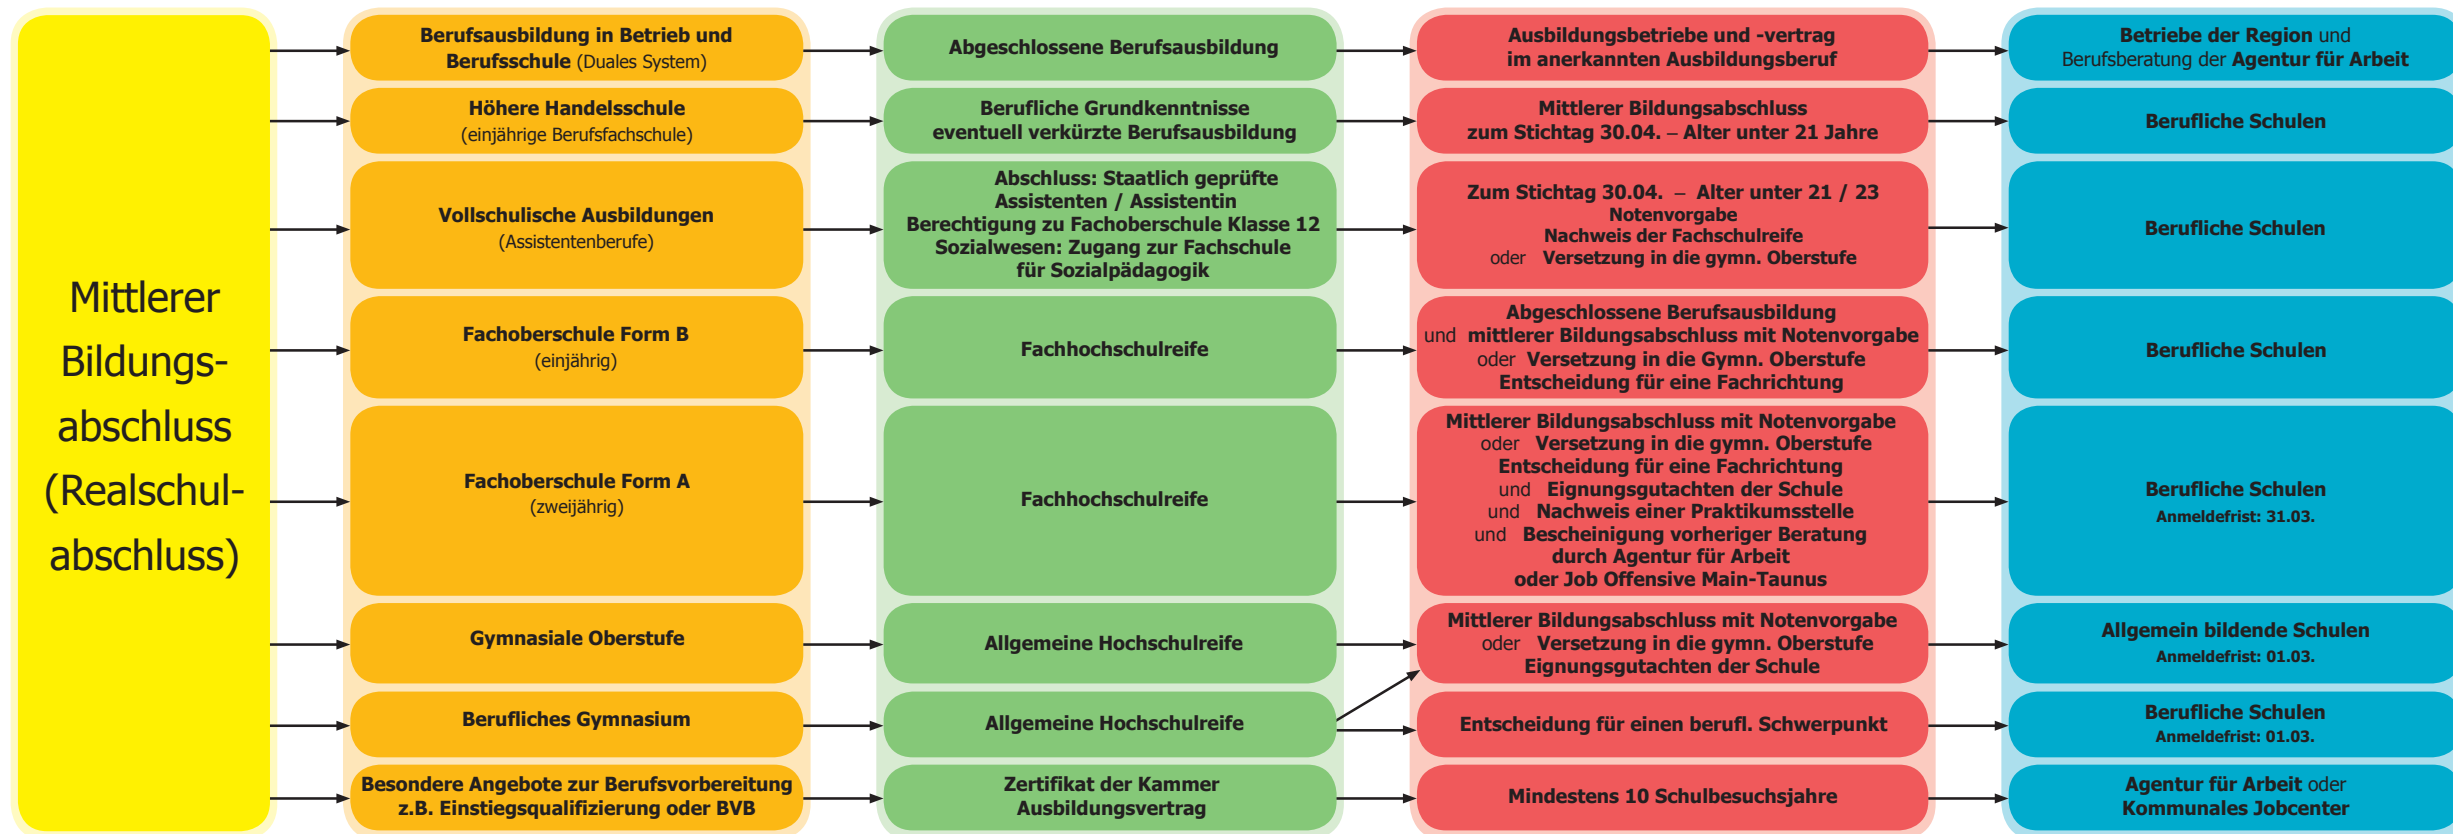 Mittlerer
Bildungs-
abschluss
(Realschul-
abschluss)
Berufsausbildung in Betrieb und
Berufsschule (Duales System)
Abgeschlossene Berufsausbildung
Ausbildungsbetriebe und -vertrag
im anerkannten Ausbildungsberuf
Betriebe der Region und
Berufsberatung der Agentur für Arbeit
Höhere Handelsschule
(einjährige Berufsfachschule)
Berufliche Grundkenntnisse
eventuell verkürzte Berufsausbildung
Mittlerer Bildungsabschluss
zum Stichtag 30.04. – Alter unter 21 Jahre
Berufliche Schulen
Vollschulische Ausbildungen
(Assistentenberufe)
Abschluss: Staatlich geprüfte
Assistenten / Assistentin
Berechtigung zu Fachoberschule Klasse 12
Sozialwesen: Zugang zur Fachschule
für Sozialpädagogik
Zum Stichtag 30.04. – Alter unter 21 / 23
Notenvorgabe
Nachweis der Fachschulreife
oder Versetzung in die gymn. Oberstufe
Berufliche Schulen
Fachoberschule Form B
(einjährig)
Fachhochschulreife
Abgeschlossene Berufsausbildung
und mittlerer Bildungsabschluss mit Notenvorgabe
oder Versetzung in die Gymn. Oberstufe
Entscheidung für eine Fachrichtung
Berufliche Schulen
Fachoberschule Form A
(zweijährig)
Fachhochschulreife
Mittlerer Bildungsabschluss mit Notenvorgabe
oder Versetzung in die gymn. Oberstufe
Entscheidung für eine Fachrichtung
und Eignungsgutachten der Schule
und Nachweis einer Praktikumsstelle
und Bescheinigung vorheriger Beratung
durch Agentur für Arbeit
oder Job Offensive Main-Taunus
Berufliche Schulen
Anmeldefrist: 31.03.
Gymnasiale Oberstufe
Allgemeine Hochschulreife
Mittlerer Bildungsabschluss mit Notenvorgabe
oder Versetzung in die gymn. Oberstufe
Eignungsgutachten der Schule
Allgemein bildende Schulen
Anmeldefrist: 01.03.
Berufliches Gymnasium
Allgemeine Hochschulreife
Entscheidung für einen berufl. Schwerpunkt
Berufliche Schulen
Anmeldefrist: 01.03.
Besondere Angebote zur Berufsvorbereitung
z.B. Einstiegsqualifizierung oder BVB
Zertifikat der Kammer
Ausbildungsvertrag
Mindestens 10 Schulbesuchsjahre
Agentur für Arbeit oder
Kommunales Jobcenter